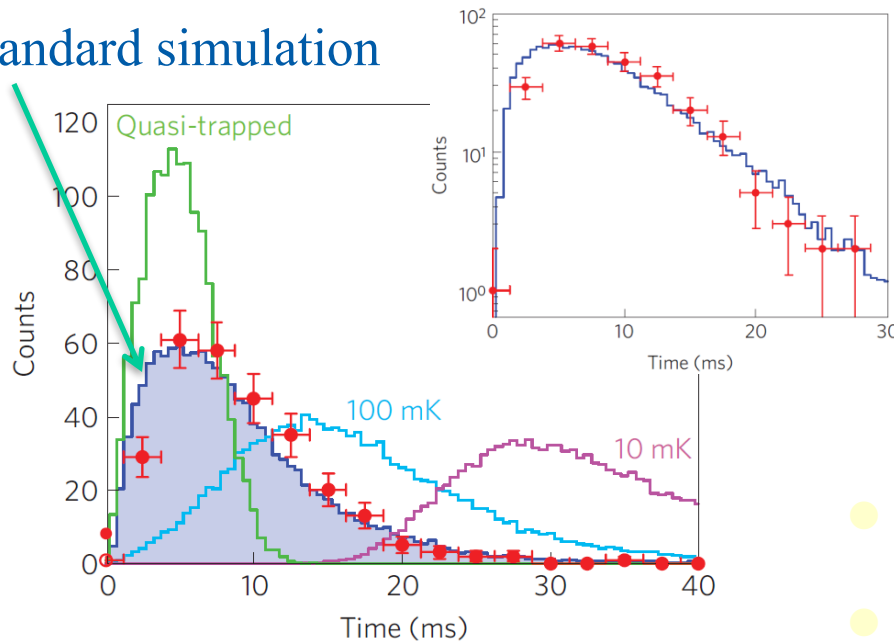 andard simulation
Quasi-trapped
100 mK
10 mK
Counts
120
100
80
60
40
20
0
0 10 20 30 40
Time (ms)
Counts
10²
10¹
10⁰
0 10 20 30
Time (ms)